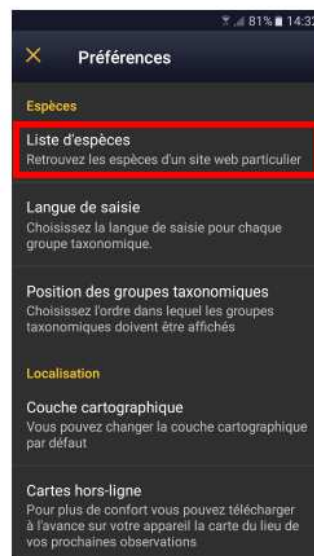 81% 14:32
Préférences
Espèces
Liste d'espèces
Retrouvez les espèces d'un site web particulier
Langue de saisie
Choisissez la langue de saisie pour chaque
groupe taxonomique.
Position des groupes taxonomiques
Choisissez l'ordre dans lequel les groupes
taxonomiques doivent être affichés
Localisation
Couche cartographique
Vous pouvez changer la couche cartographique
par défaut
Cartes hors-ligne
Pour plus de confort vous pouvez télécharger
à l'avance sur votre appareil la carte du lieu de
vos prochaines observations